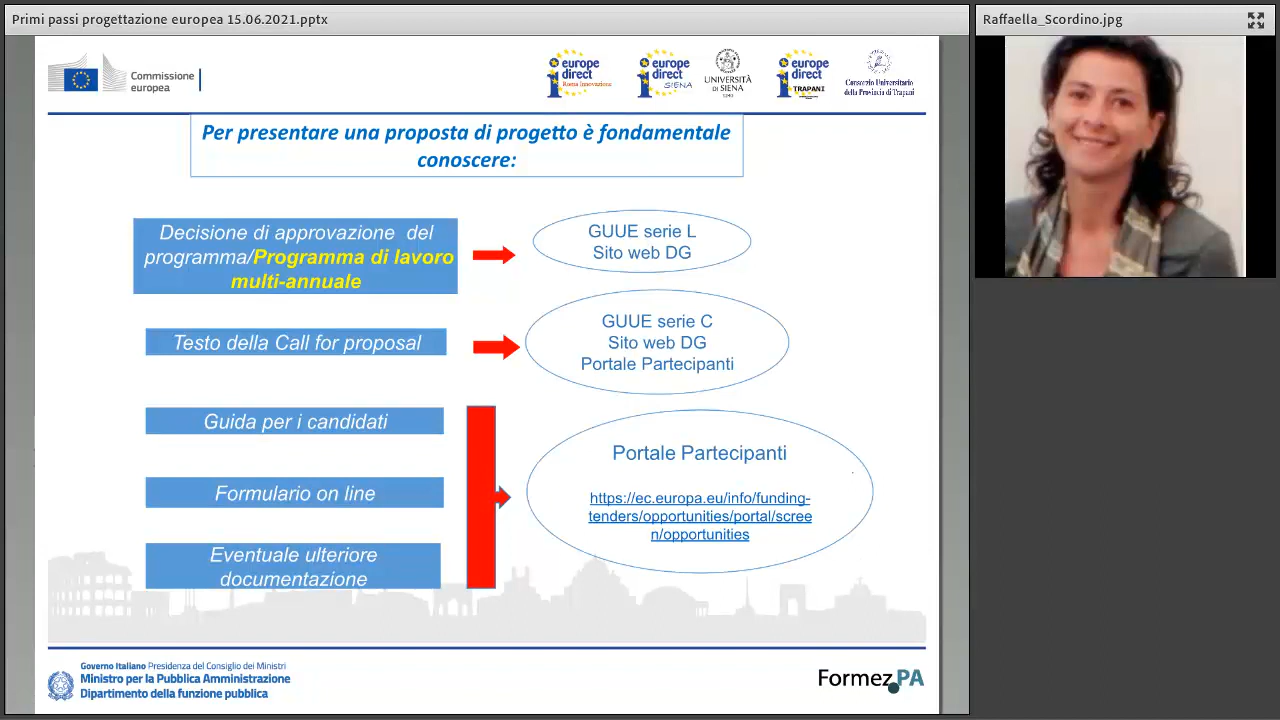 Primi passi progettazione europea 15.06.2021.pptx
Raffaella_Scordino.jpg
Commissione
europea
europe
direct
Roma Innovazione
europe
direct
SIENA
UNIVERSITÀ
DI SIENA
1240
europe
direct
TRAPANI
Consorzio Universitario
della Provincia di Trapani
Per presentare una proposta di progetto è fondamentale
conoscere:
Decisione di approvazione del
programma/Programma di lavoro
multi-annuale
GUUE serie L
Sito web DG
Testo della Call for proposal
GUUE serie C
Sito web DG
Portale Partecipanti
Guida per i candidati
Formulario on line
Eventuale ulteriore
documentazione
Portale Partecipanti
https://ec.europa.eu/info/funding-
tenders/opportunities/portal/scree
n/opportunities
Governo Italiano Presidenza del Consiglio dei Ministri
Ministro per la Pubblica Amministrazione
Dipartimento della funzione pubblica
Formez PA